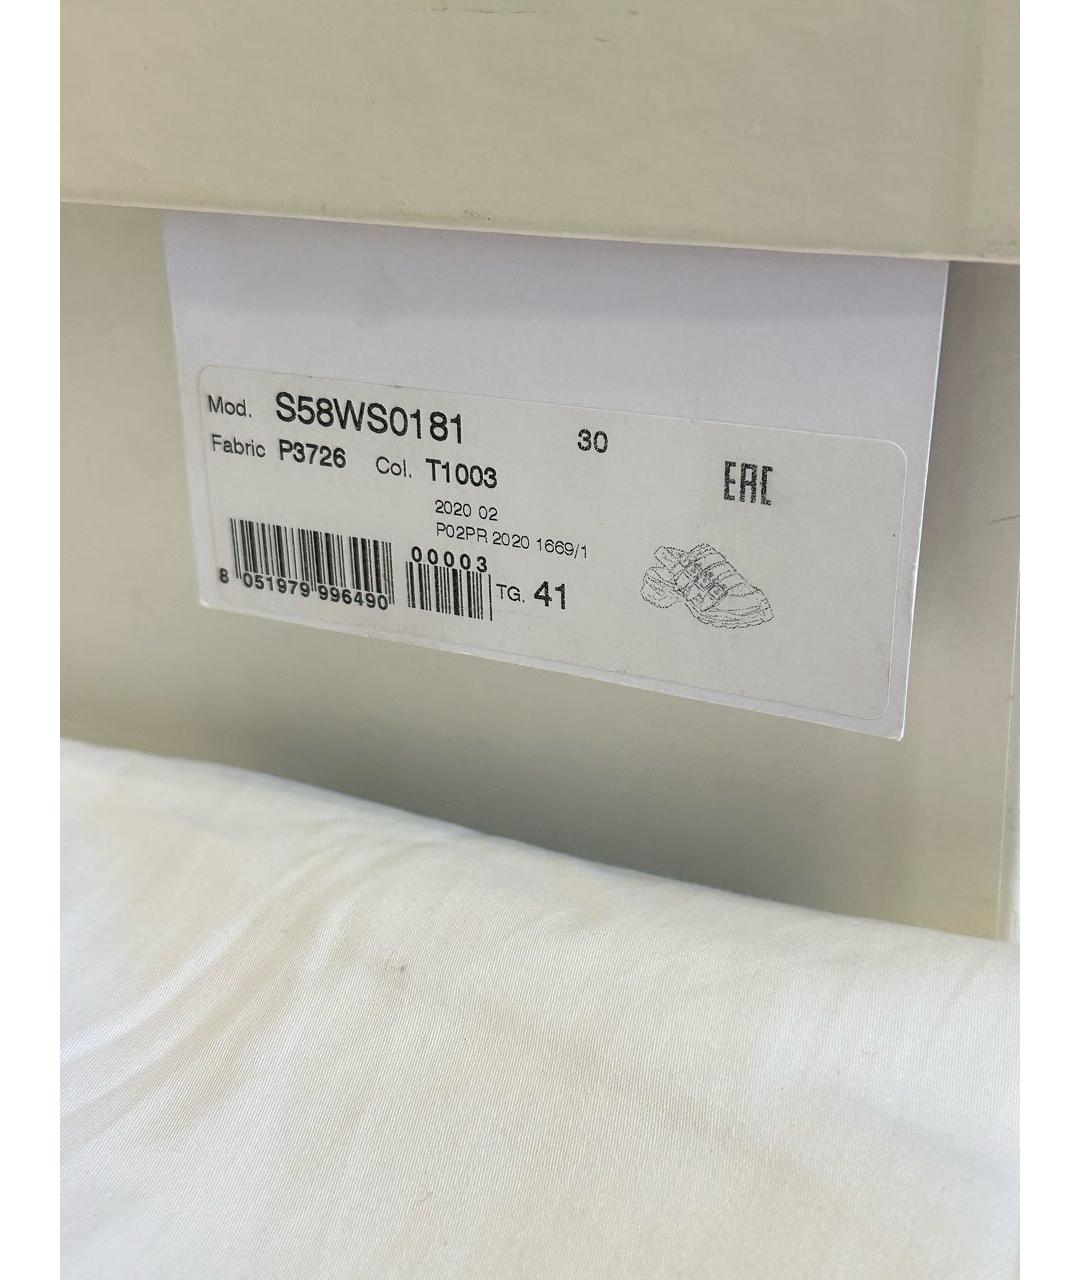 Mod. S58WS0181 30
Fabric P3726 Col. T1003
EAC
2020 02
P02PR 2020 1669/1
00003
8 051979 996490
TG. 41